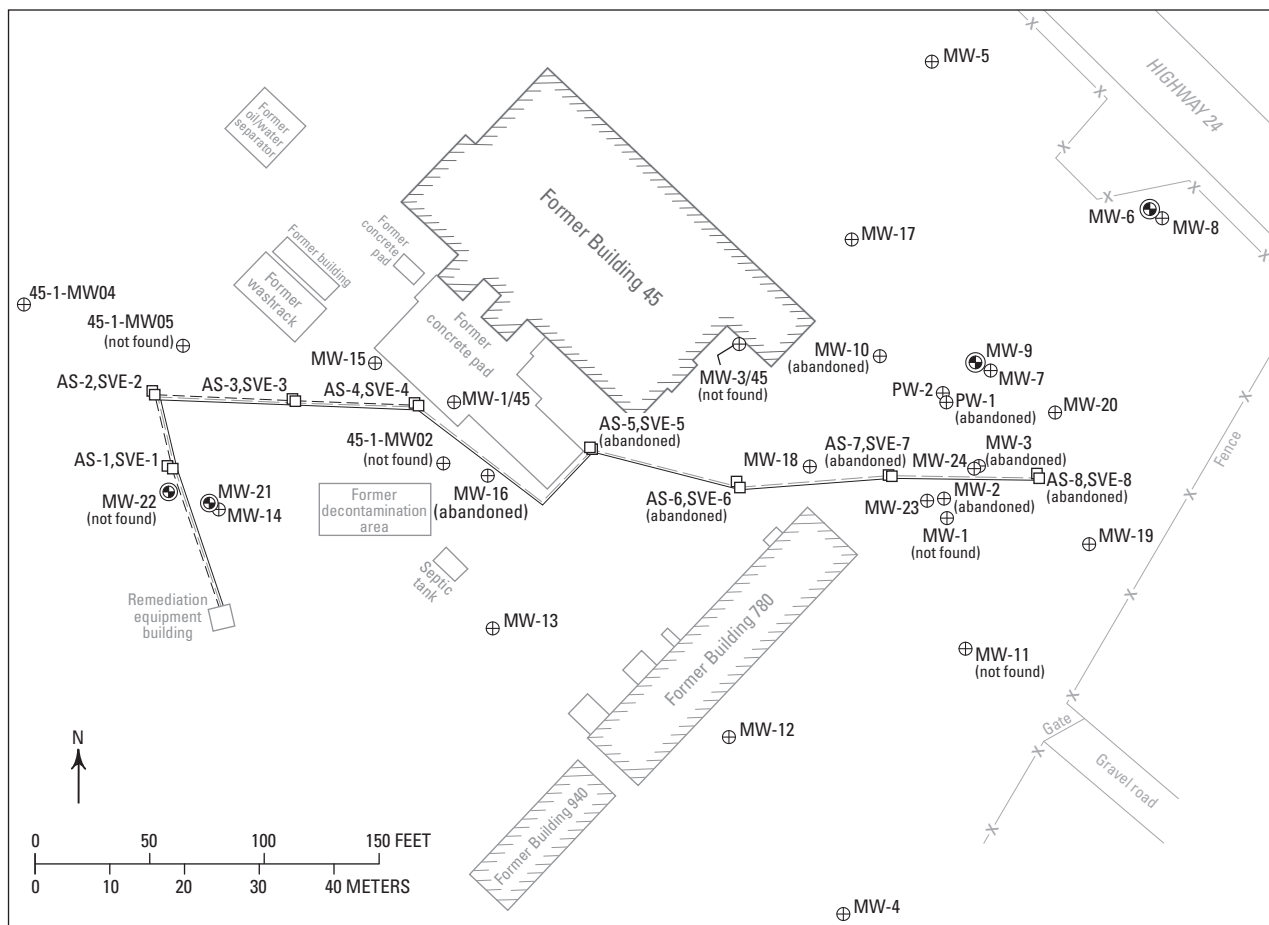 MW-5
HIGHWAY 24
Former
oil/water
separator
MW-6
MW-8
Former Building 45
Former
concrete
pad
MW-17
Former building
Former
washrack
45-1-MW04
45-1-MW05
(not found)
Former
concrete pad
MW-15
MW-3/45
(not found)
MW-10
(abandoned)
MW-9
MW-7
AS-2,SVE-2
AS-3,SVE-3
AS-4,SVE-4
MW-1/45
PW-2
PW-1
(abandoned)
MW-20
AS-5,SVE-5
(abandoned)
45-1-MW02
(not found)
AS-7,SVE-7
(abandoned)
MW-3
(abandoned)
MW-24
Fence
AS-1,SVE-1
MW-18
MW-16
(abandoned)
AS-6,SVE-6
(abandoned)
AS-8,SVE-8
(abandoned)
MW-22
(not found)
MW-21
MW-14
Former
decontamination
area
MW-23
MW-2
(abandoned)
MW-1
(not found)
MW-19
Septic
tank
Remediation
equipment
building
MW-13
Former Building 780
MW-11
(not found)
MW-12
Gate
Gravel road
N
Former Building 940
0 50 100 150 FEET
0 10 20 30 40 METERS
MW-4